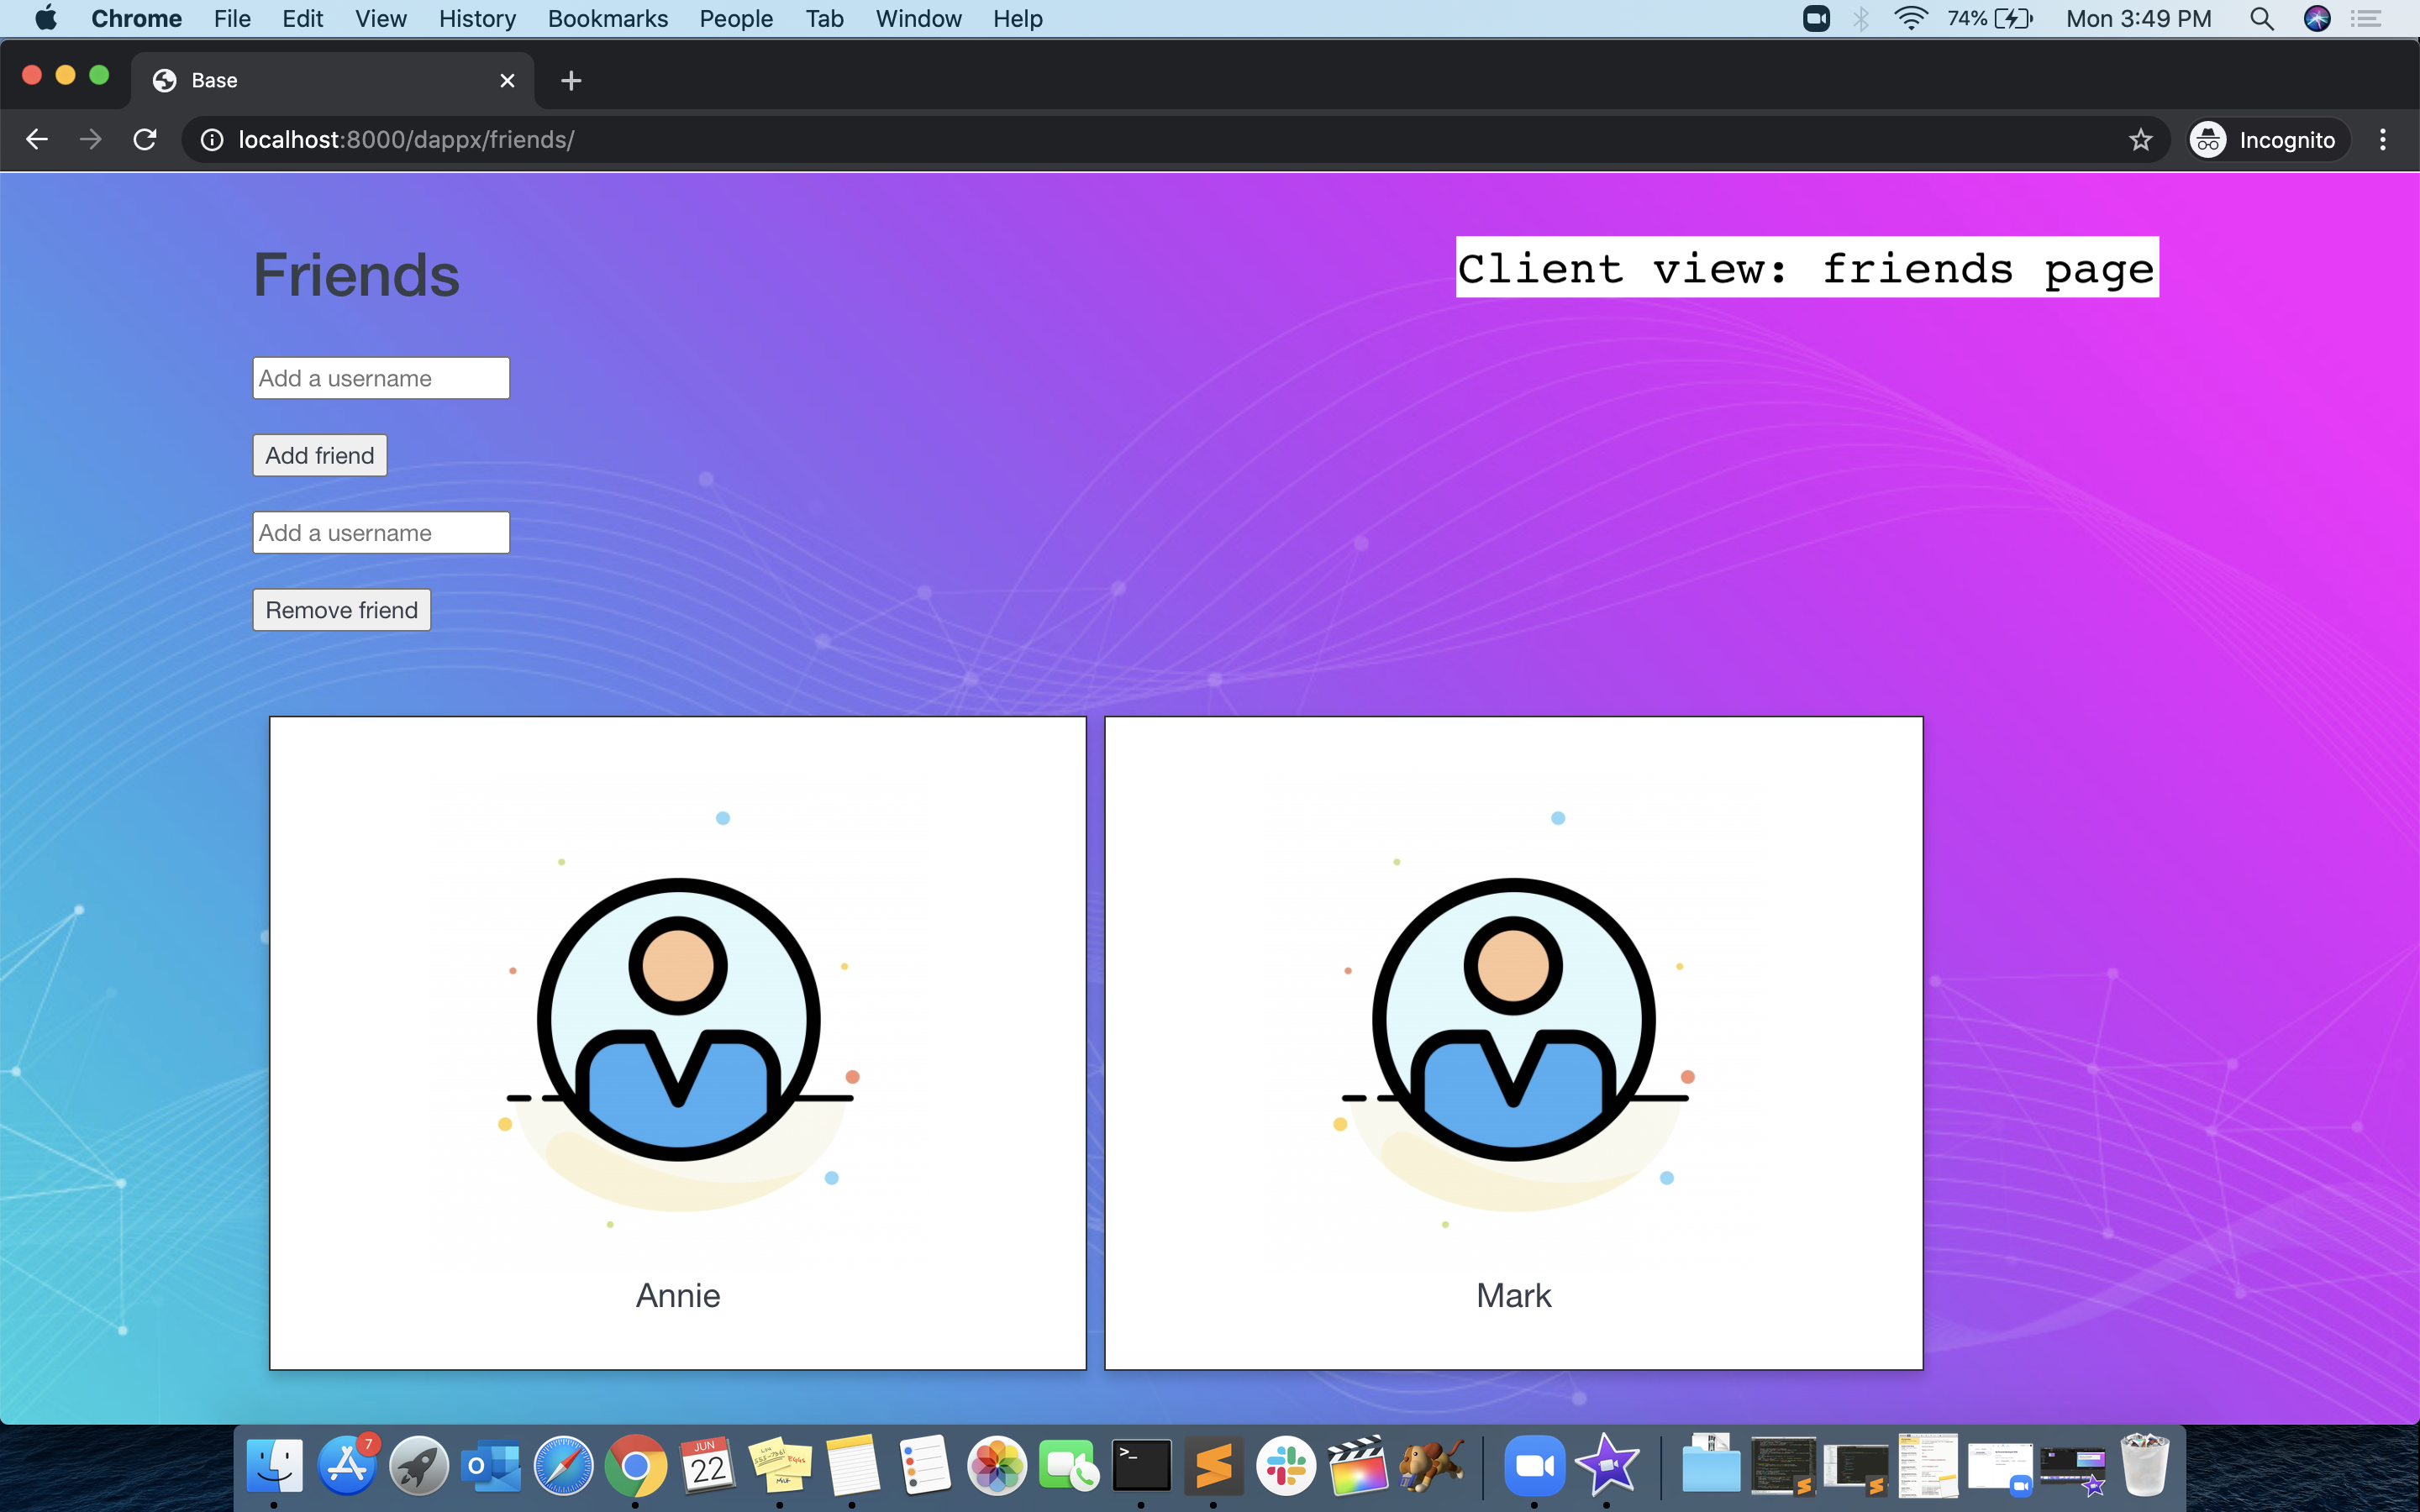 Chrome File Edit View History Bookmarks People Tab Window Help 74% Mon 3:49 PM
Base
localhost:8000/dappx/friends/ Incognito
Friends
Client view: friends page
Add a username
Add friend
Add a username
Remove friend
Annie Mark
7
JUN
22